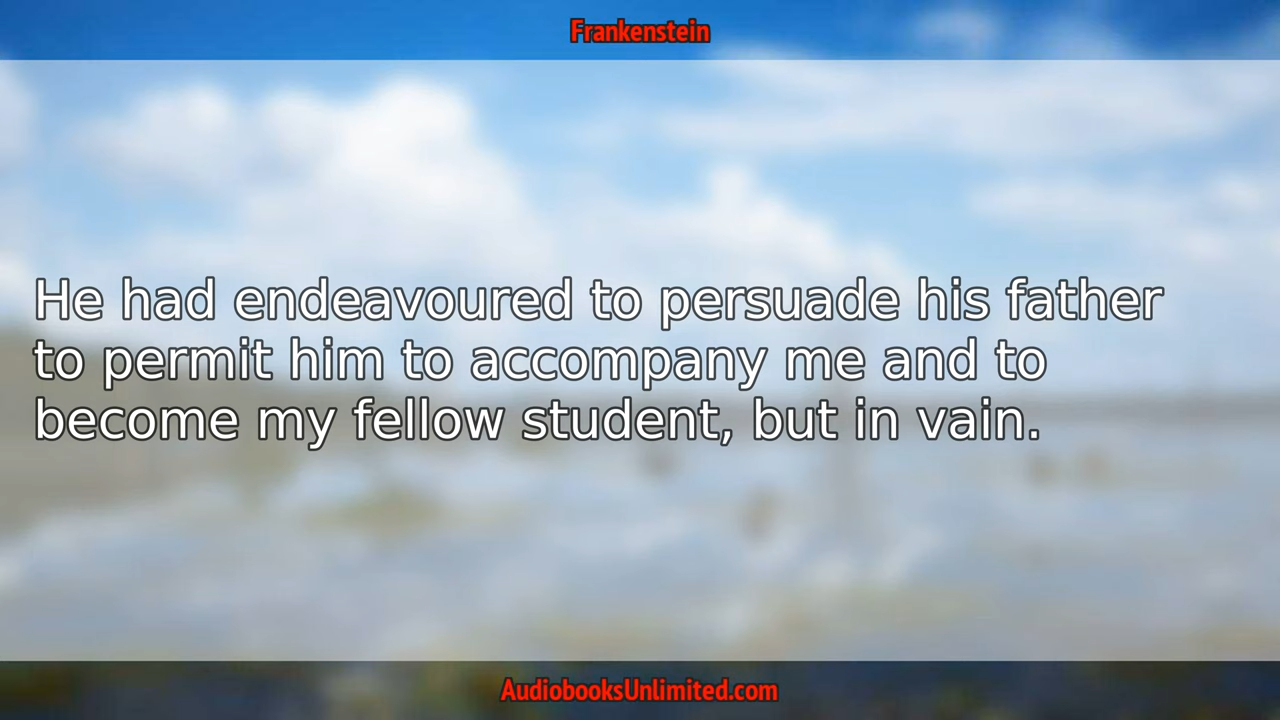 Frankenstein
He had endeavoured to persuade his father
to permit him to accompany me and to
become my fellow student, but in vain.
AudiobooksUnlimited.com